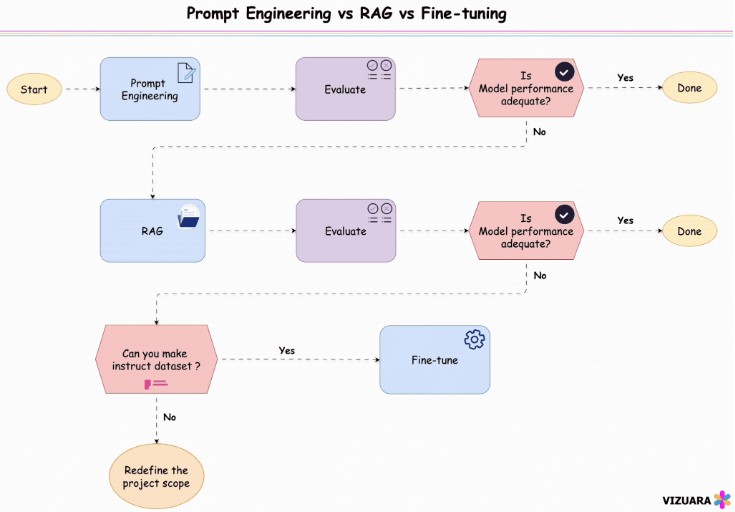 Prompt Engineering vs RAG vs Fine-tuning
Start
Prompt
Engineering
Evaluate
Is
Model performance
adequate?
Yes
Done
No
RAG
Evaluate
Is
Model performance
adequate?
Yes
Done
No
Can you make
instruct dataset ?
Yes
Fine-tune
No
Redefine the
project scope
VIZUARA